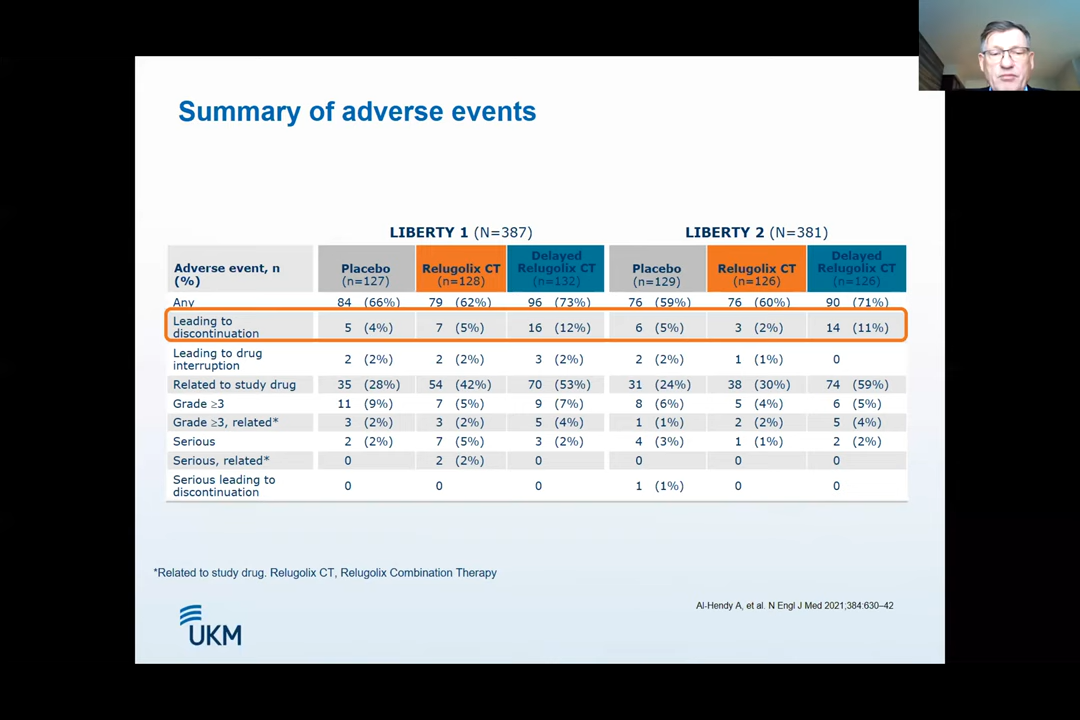 Summary of adverse events
LIBERTY 1 (N=387) LIBERTY 2 (N=381)
Adverse event, n (%) Placebo (n=127) Relugolix CT (n=128) Delayed Relugolix CT (n=132) Placebo (n=129) Relugolix CT (n=126) Delayed Relugolix CT (n=126)
Any 84 (66%) 79 (62%) 96 (73%) 76 (59%) 76 (60%) 90 (71%)
Leading to discontinuation 5 (4%) 7 (5%) 16 (12%) 6 (5%) 3 (2%) 14 (11%)
Leading to drug interruption 2 (2%) 2 (2%) 3 (2%) 2 (2%) 1 (1%) 0
Related to study drug 35 (28%) 54 (42%) 70 (53%) 31 (24%) 38 (30%) 74 (59%)
Grade ≥3 11 (9%) 7 (5%) 9 (7%) 8 (6%) 5 (4%) 6 (5%)
Grade ≥3, related* 3 (2%) 3 (2%) 5 (4%) 1 (1%) 2 (2%) 5 (4%)
Serious 2 (2%) 7 (5%) 3 (2%) 4 (3%) 1 (1%) 2 (2%)
Serious, related* 0 2 (2%) 0 0 0 0
Serious leading to discontinuation 0 0 0 1 (1%) 0 0
*Related to study drug. Relugolix CT, Relugolix Combination Therapy
Al-Hendy A, et al. N Engl J Med 2021;384:630–42
UKM